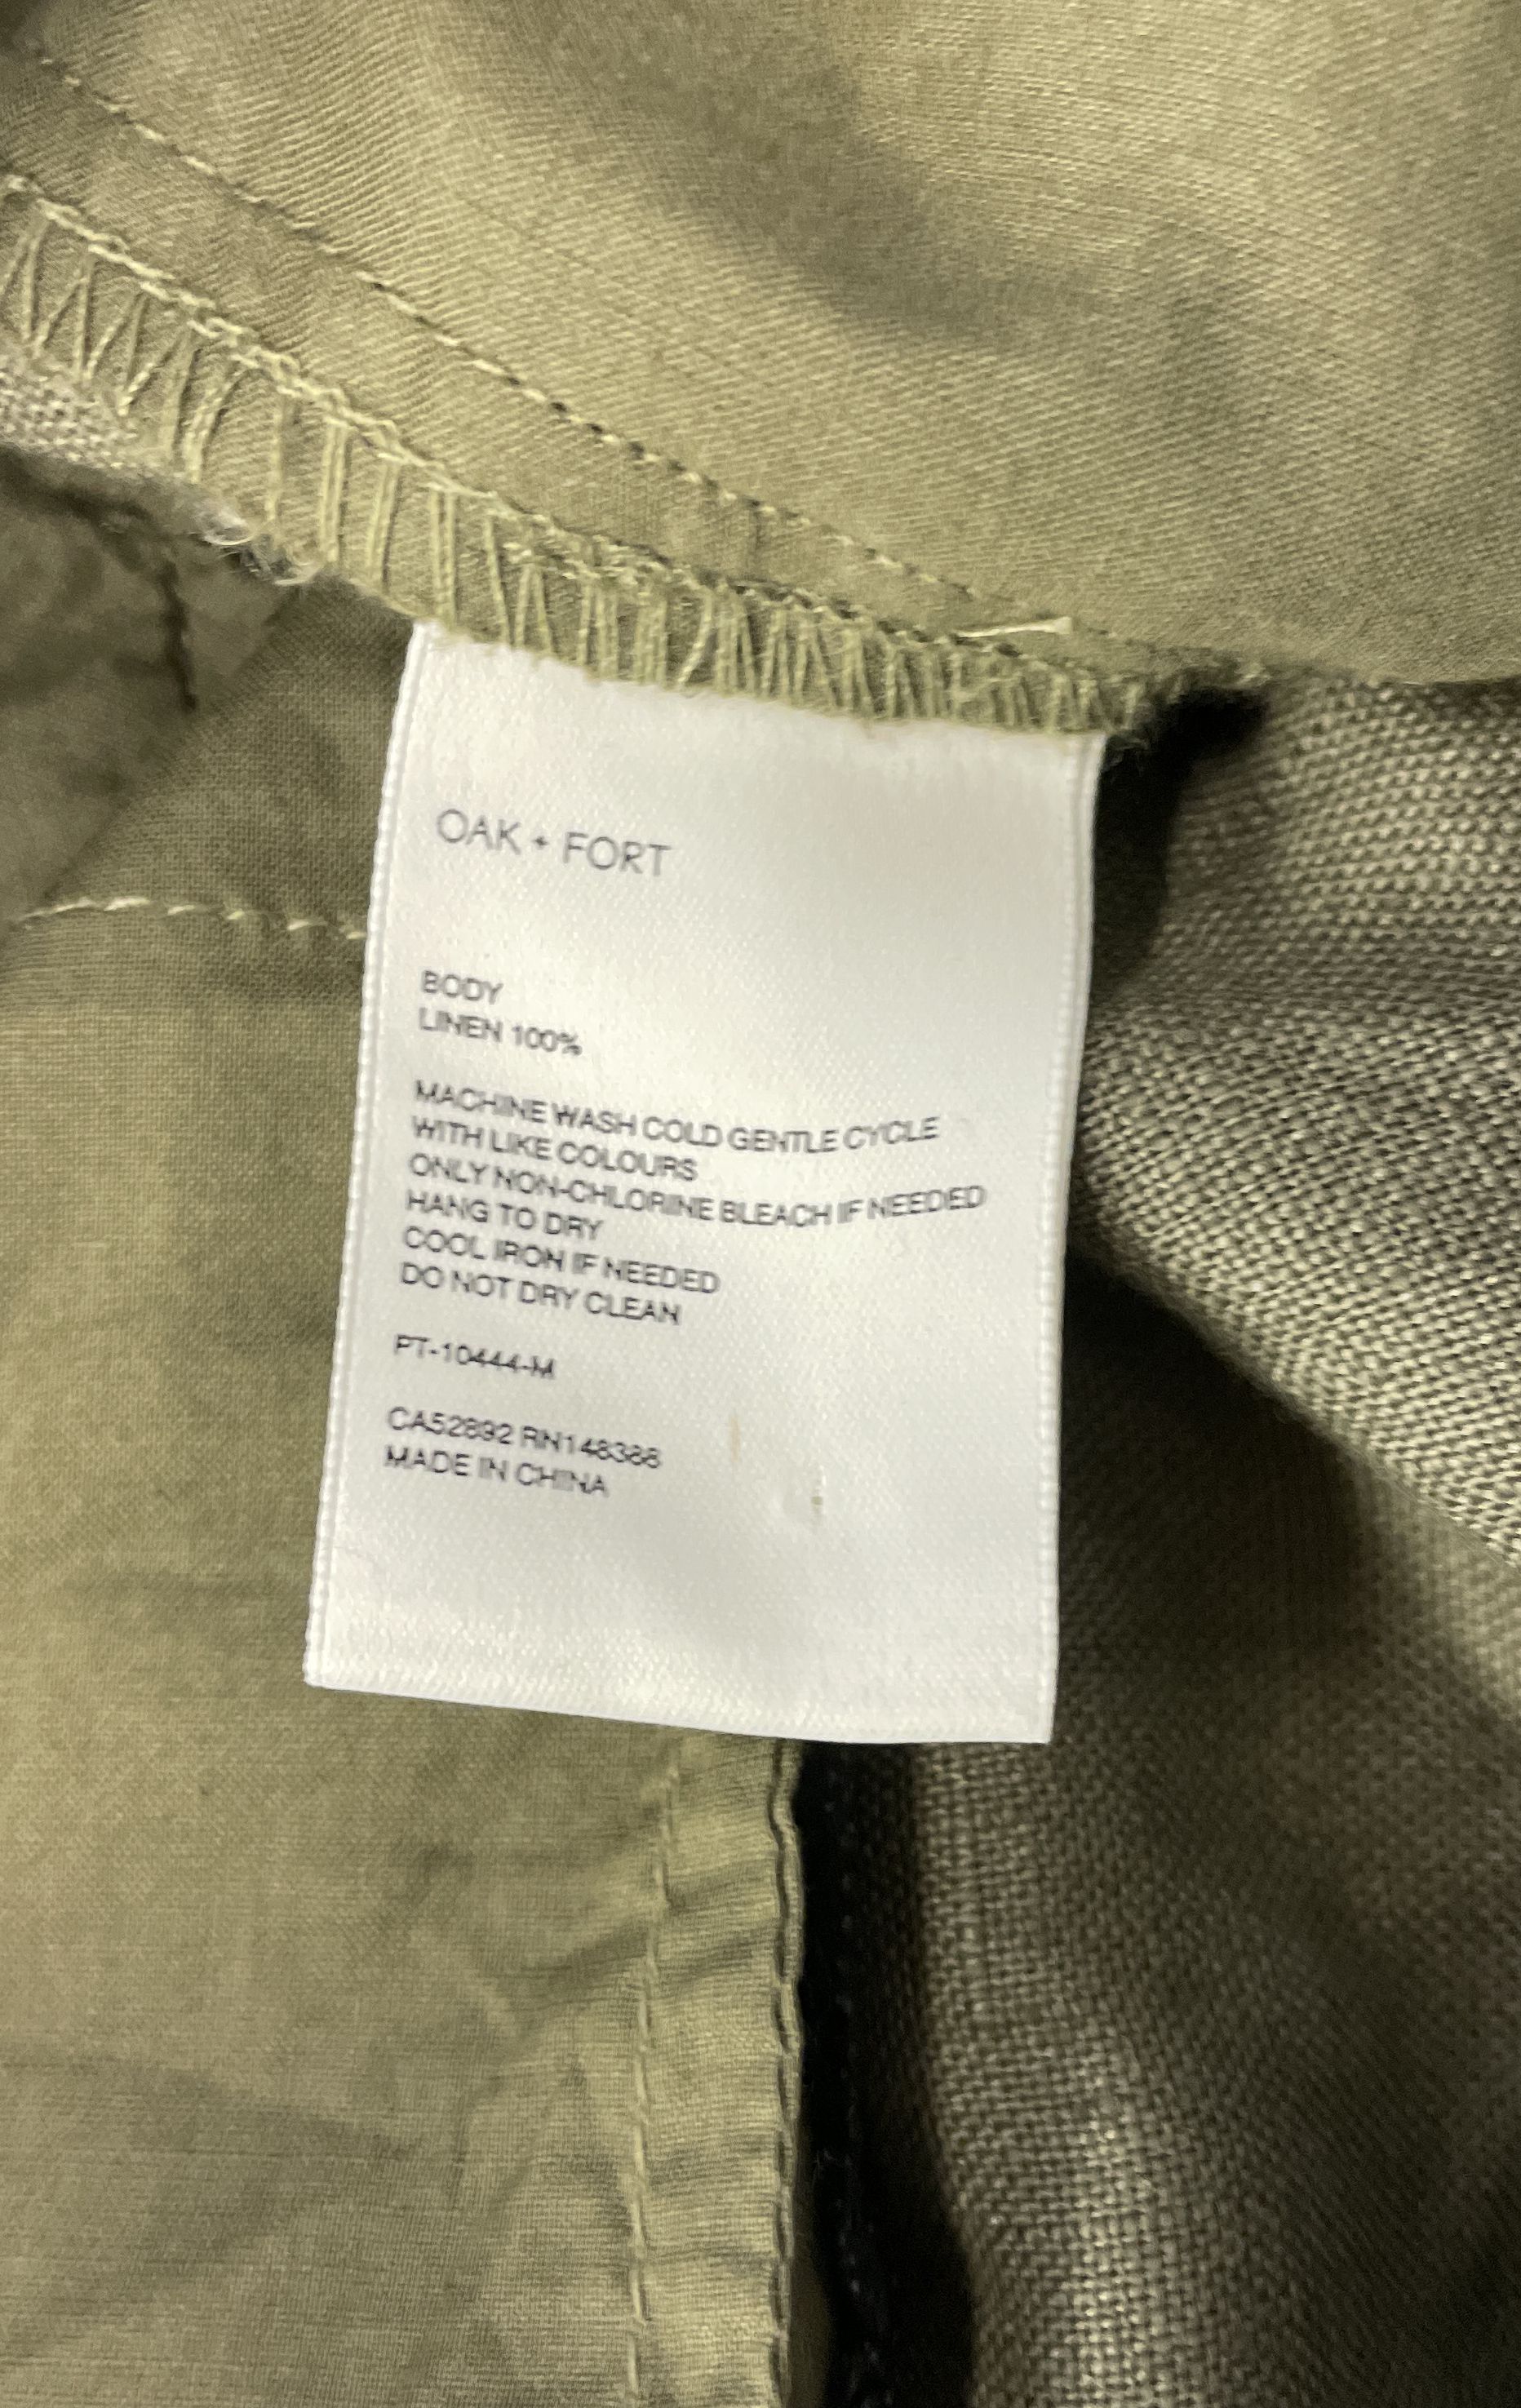 OAK + FORT
BODY
LINEN 100%
MACHINE WASH COLD GENTLE CYCLE
WITH LIKE COLOURS
ONLY NON-CHLORINE BLEACH IF NEEDED
HANG TO DRY
COOL IRON IF NEEDED
DO NOT DRY CLEAN
PT-10444-M
CA52892 RN148388
MADE IN CHINA